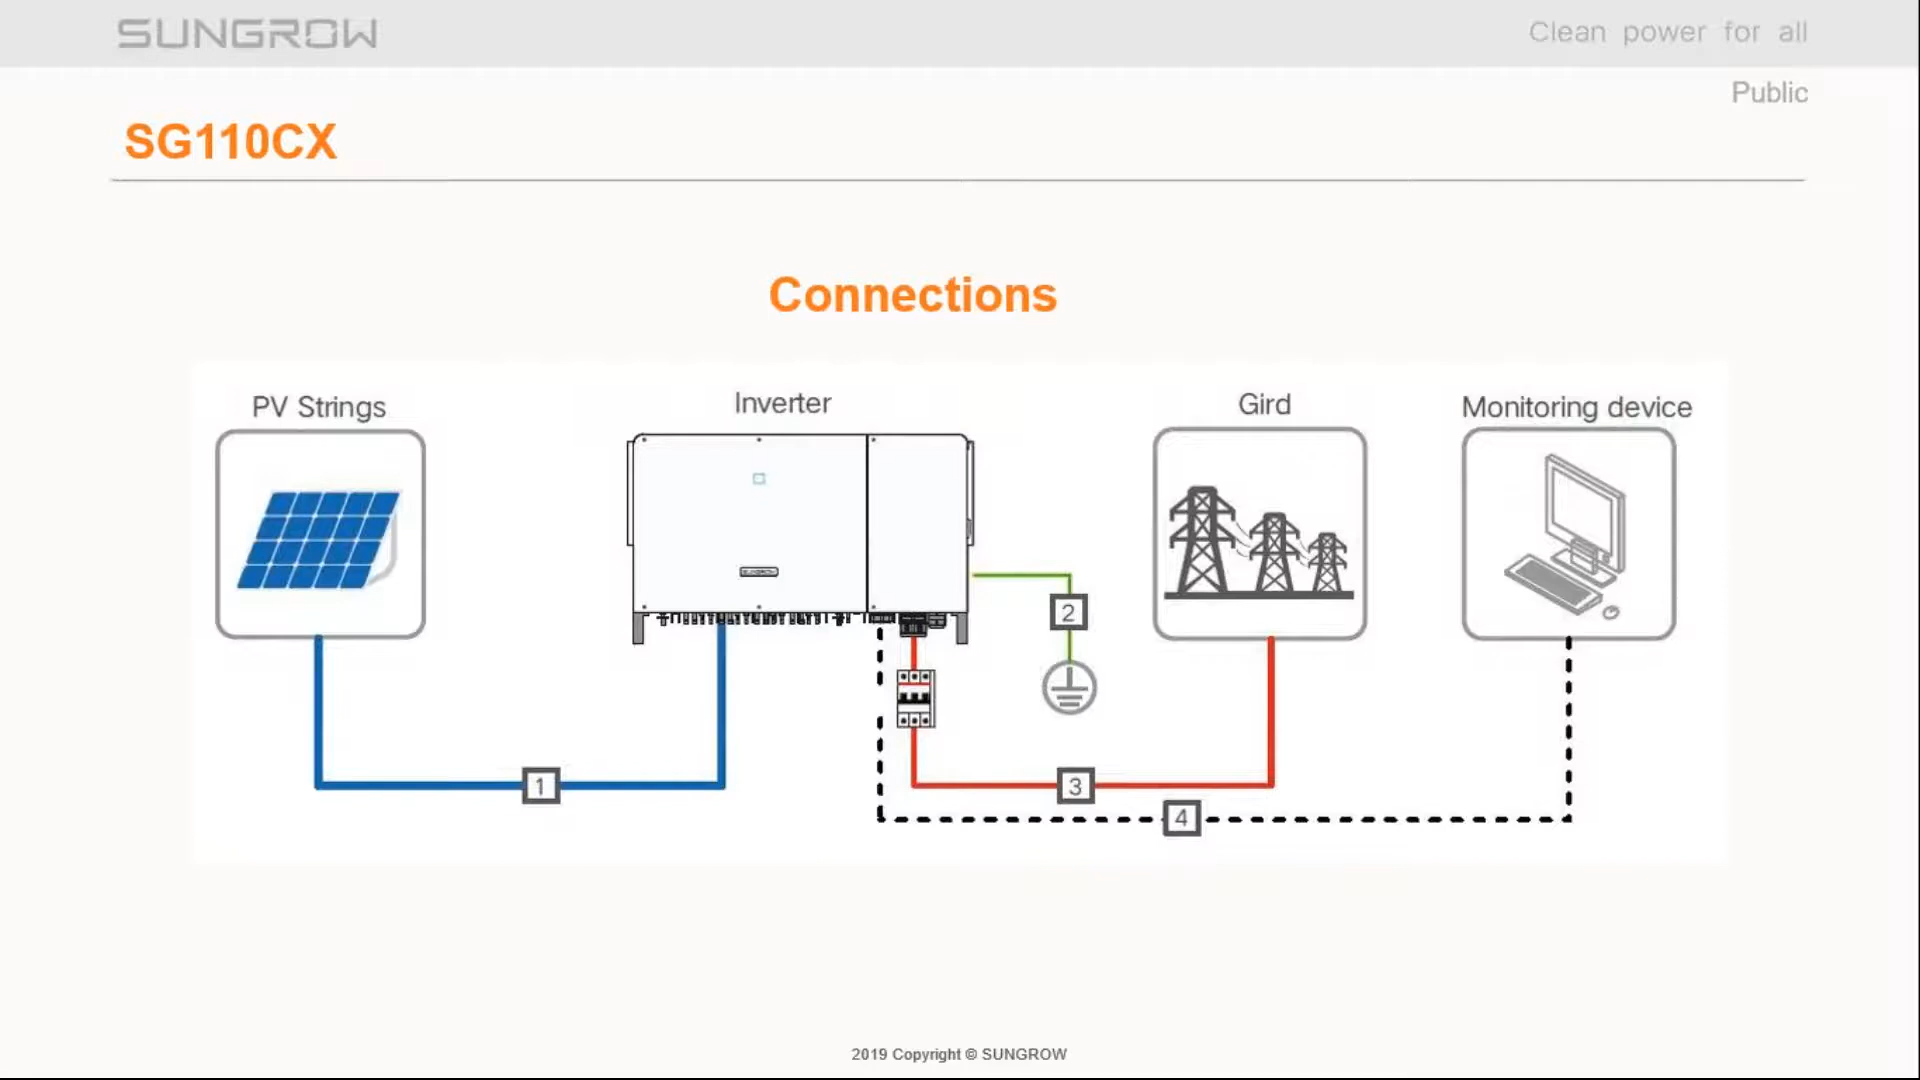 SUNGROW
Clean power for all
Public
SG110CX
Connections
PV Strings
Inverter
Gird
Monitoring device
SUNGROW
2
1
3
4
2019 Copyright © SUNGROW